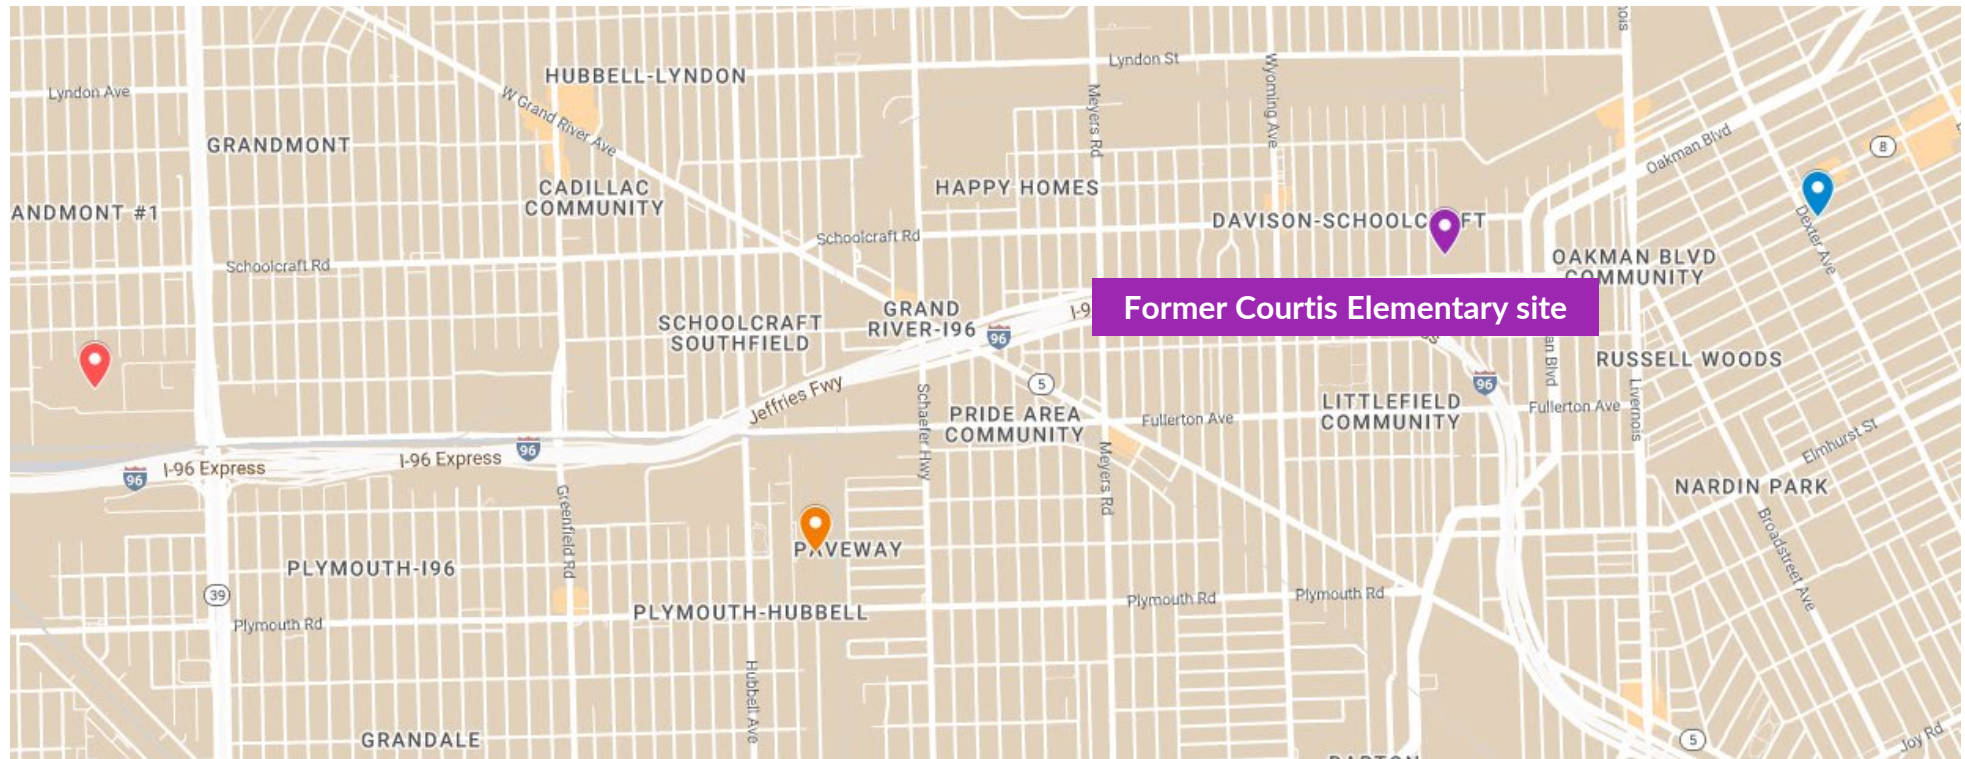 Lyndon St
HUBBELL-LYNDON
Lyndon Ave
W Grand River Ave
Meyers Rd
Wyoming Ave
GRANDMONT
Oakman Blvd
8
CADILLAC
COMMUNITY
HAPPY HOMES
ANDMONT #1
DAVISON-SCHOOLC
FT
Dexter Ave
Schoolcraft Rd
Schoolcraft Rd
OAKMAN BLVD
COMMUNITY
Former Courtis Elementary site
I-9
GRAND
RIVER-I96
96
SCHOOLCRAFT
SOUTHFIELD
an Blvd
RUSSELL WOODS
Jeffries Fwy
5
96
Schaefer Hwy
PRIDE AREA
COMMUNITY
Fullerton Ave
LITTLEFIELD
COMMUNITY
Fullerton Ave
Livernois
Elmhurst St
I-96 Express
96
I-96 Express
96
Meyers Rd
NARDIN PARK
Greenfield Rd
Broadstreet Ave
PAVEWAY
PLYMOUTH-I96
39
PLYMOUTH-HUBBELL
Plymouth Rd
Plymouth Rd
Plymouth Rd
Hubbell Ave
GRANDALE
5
Joy Rd